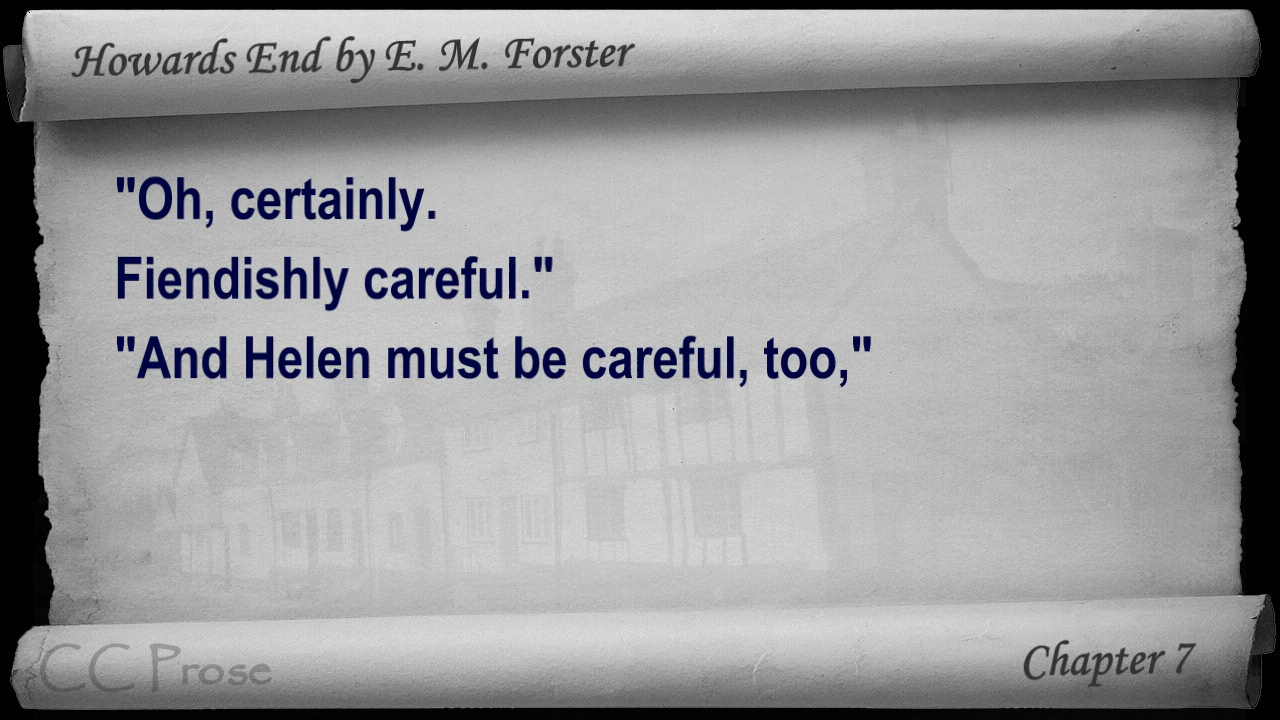 Howards End by E. M. Forster
"Oh, certainly.
Fiendishly careful."
"And Helen must be careful, too,"
CC Prose
Chapter 7